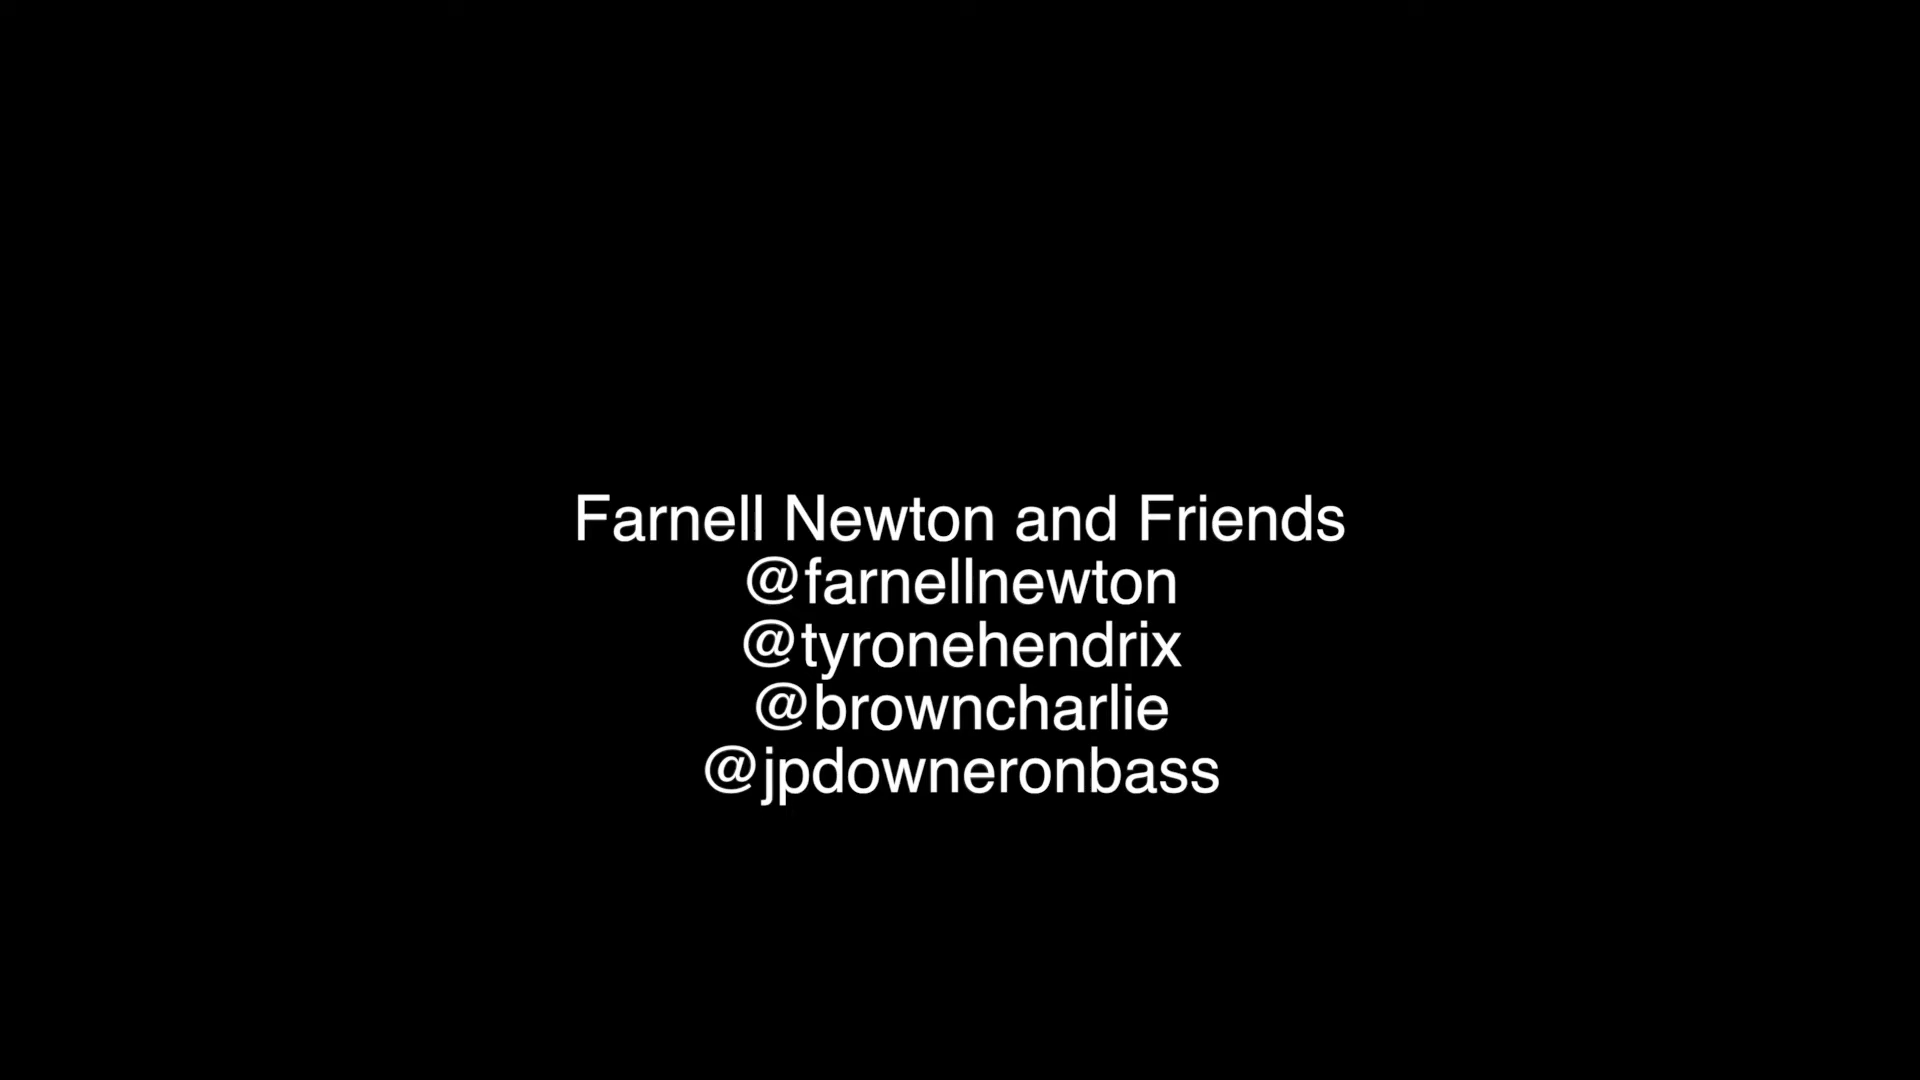 Farnell Newton and Friends
@farnellnewton
@tyronehendrix
@browncharlie
@jpdowneronbass